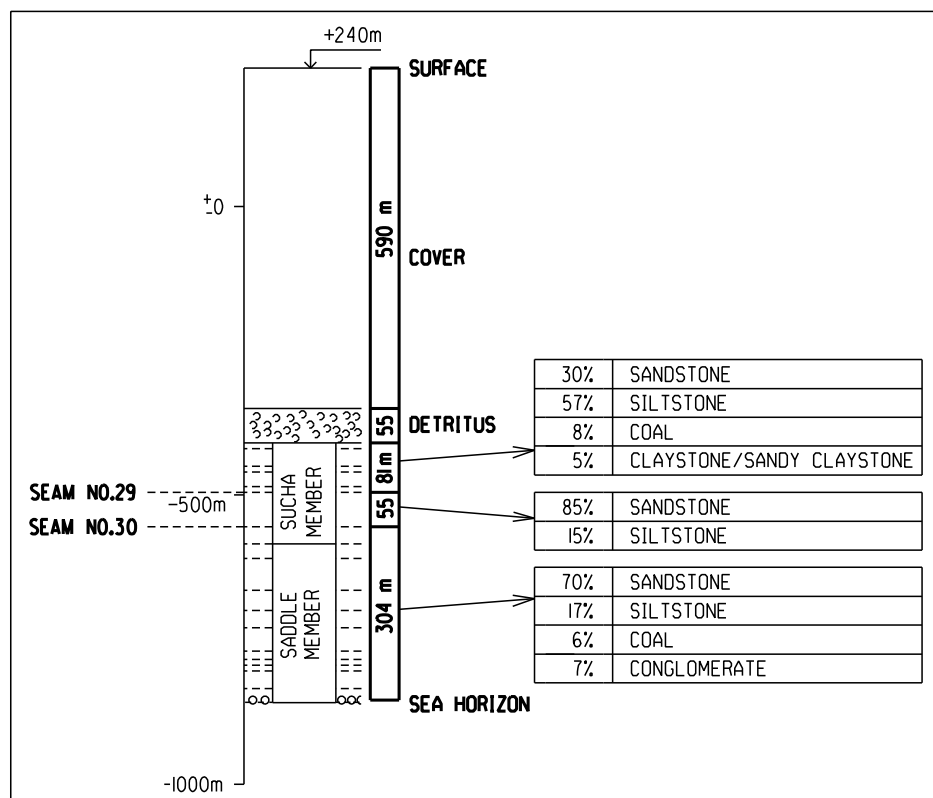 +240m
SURFACE
±0
590 m
COVER
30% SANDSTONE
57% SILTSTONE
8% COAL
5% CLAYSTONE/SANDY CLAYSTONE
55
DETRITUS
81m
SUCHA
MEMBER
SEAM NO.29
-500m
55
85% SANDSTONE
15% SILTSTONE
SEAM NO.30
SADDLE
MEMBER
304 m
70% SANDSTONE
17% SILTSTONE
6% COAL
7% CONGLOMERATE
SEA HORIZON
-1000m